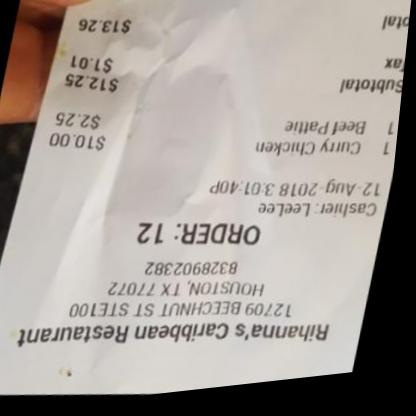 Rihanna's Caribbean Restaurant
12709 BEECHNUT ST STE100
HOUSTON, TX 77072
8328902382
ORDER: 12
Cashier: LeeLee
12-Aug-2018 3:01:40P
1 Curry Chicken $10.00
1 Beef Pattie $2.25
Subtotal $12.25
Tax $1.01
Total $13.26